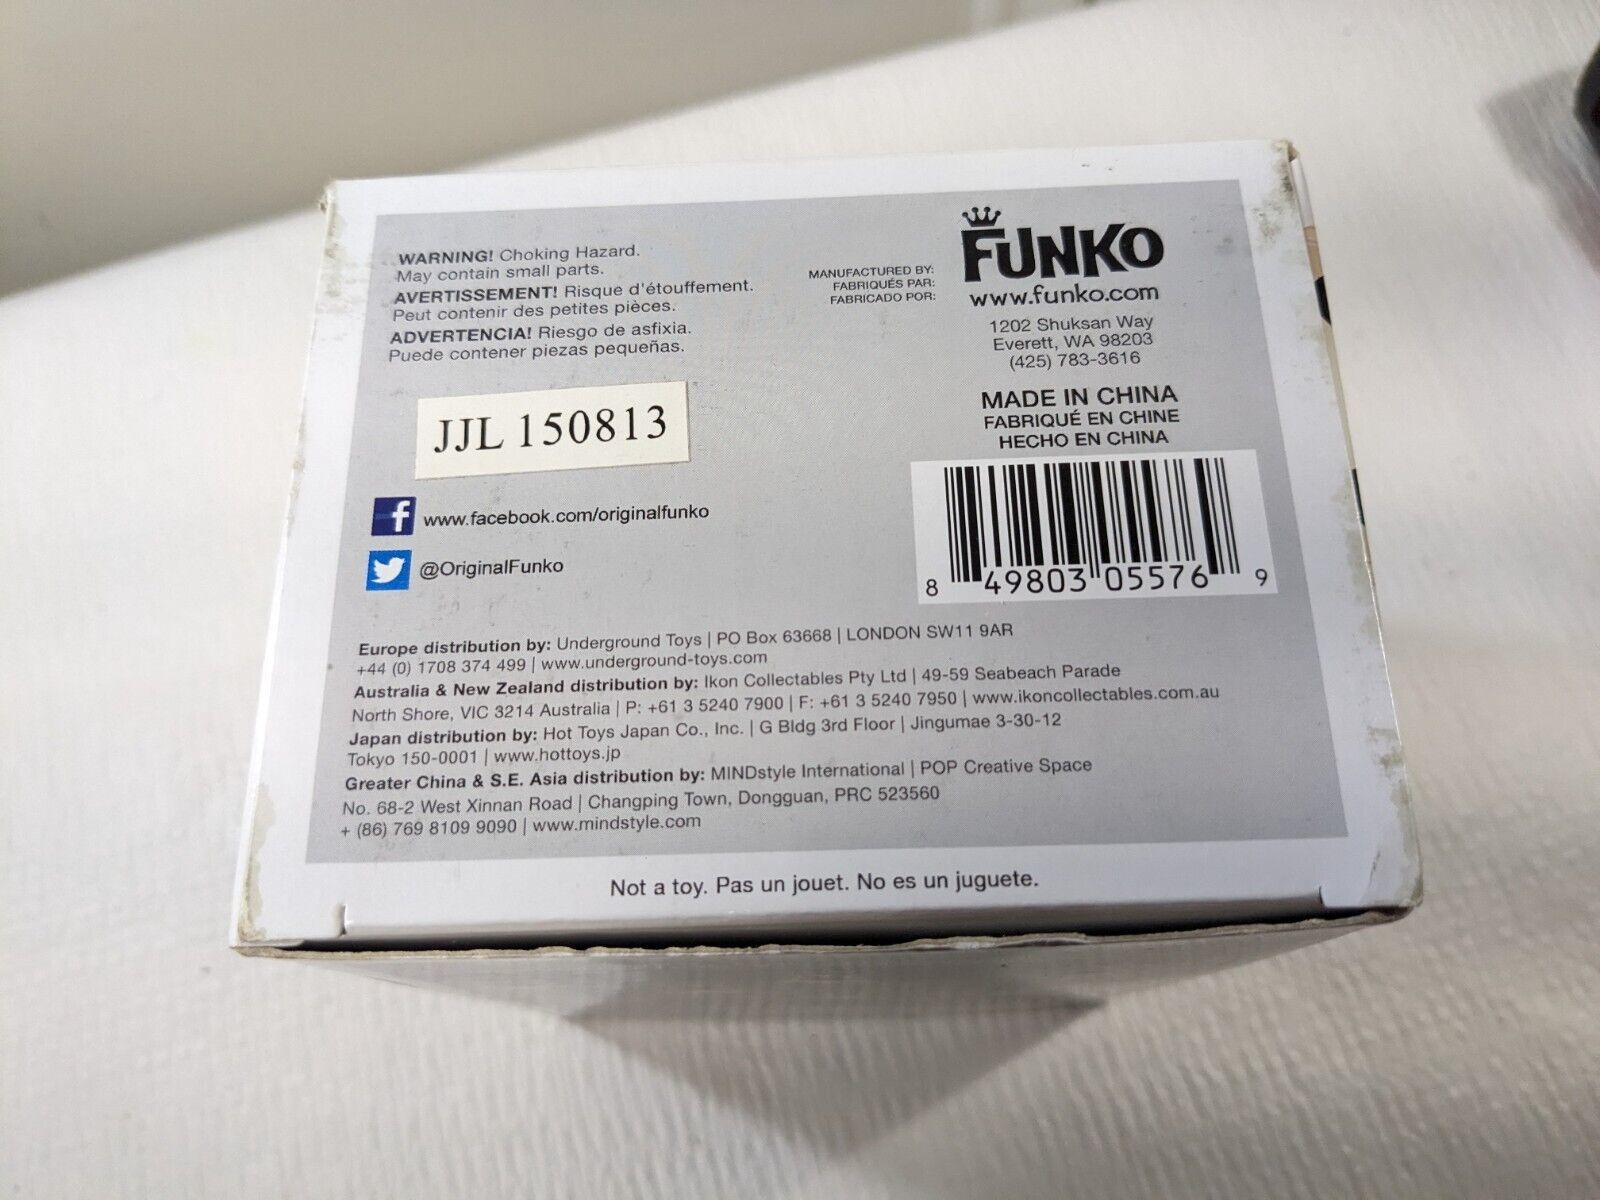 WARNING! Choking Hazard.
May contain small parts.
AVERTISSEMENT! Risque d'étouffement.
Peut contenir des petites pièces.
ADVERTENCIA! Riesgo de asfixia.
Puede contener piezas pequeñas.
MANUFACTURED BY:
FABRIQUÉS PAR:
FABRICADO POR:
FUNKO
www.funko.com
1202 Shuksan Way
Everett, WA 98203
(425) 783-3616
MADE IN CHINA
FABRIQUÉ EN CHINE
HECHO EN CHINA
JJL 150813
f www.facebook.com/originalfunko
@OriginalFunko
8 49803 05576 9
Europe distribution by: Underground Toys | PO Box 63668 | LONDON SW11 9AR
+44 (0) 1708 374 499 | www.underground-toys.com
Australia & New Zealand distribution by: Ikon Collectables Pty Ltd | 49-59 Seabeach Parade
North Shore, VIC 3214 Australia | P: +61 3 5240 7900 | F: +61 3 5240 7950 | www.ikoncollectables.com.au
Japan distribution by: Hot Toys Japan Co., Inc. | G Bldg 3rd Floor | Jingumae 3-30-12
Tokyo 150-0001 | www.hottoys.jp
Greater China & S.E. Asia distribution by: MINDstyle International | POP Creative Space
No. 68-2 West Xinnan Road | Changping Town, Dongguan, PRC 523560
+ (86) 769 8109 9090 | www.mindstyle.com
Not a toy. Pas un jouet. No es un juguete.